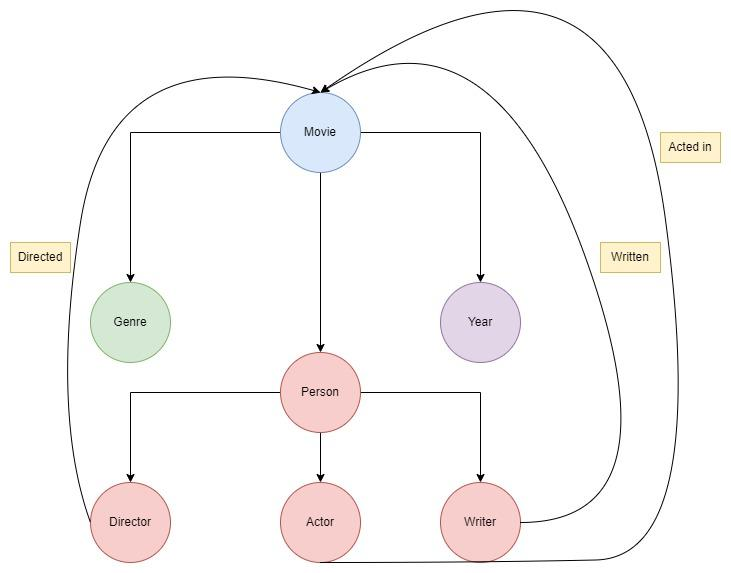 Movie
Acted in
Directed
Written
Genre
Year
Person
Director
Actor
Writer